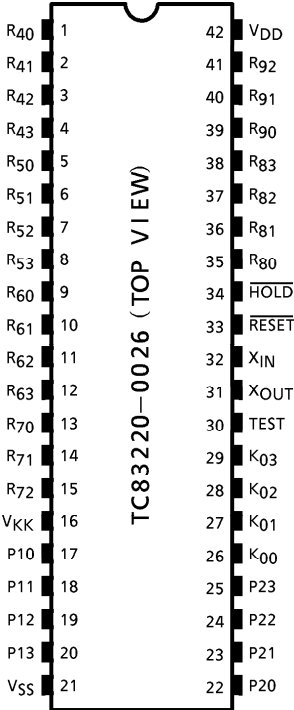 R40 1 42 VDD
R41 2 41 R92
R42 3 40 R91
R43 4 39 R90
R50 5 38 R83
R51 6 37 R82
R52 7 36 R81
R53 8 35 R80
R60 9 34 HOLD
R61 10 33 RESET
R62 11 32 XIN
R63 12 31 XOUT
R70 13 30 TEST
R71 14 29 K03
R72 15 28 K02
VKK 16 27 K01
P10 17 26 K00
P11 18 25 P23
P12 19 24 P22
P13 20 23 P21
VSS 21 22 P20
TC83220-0026 (TOP VIEW)